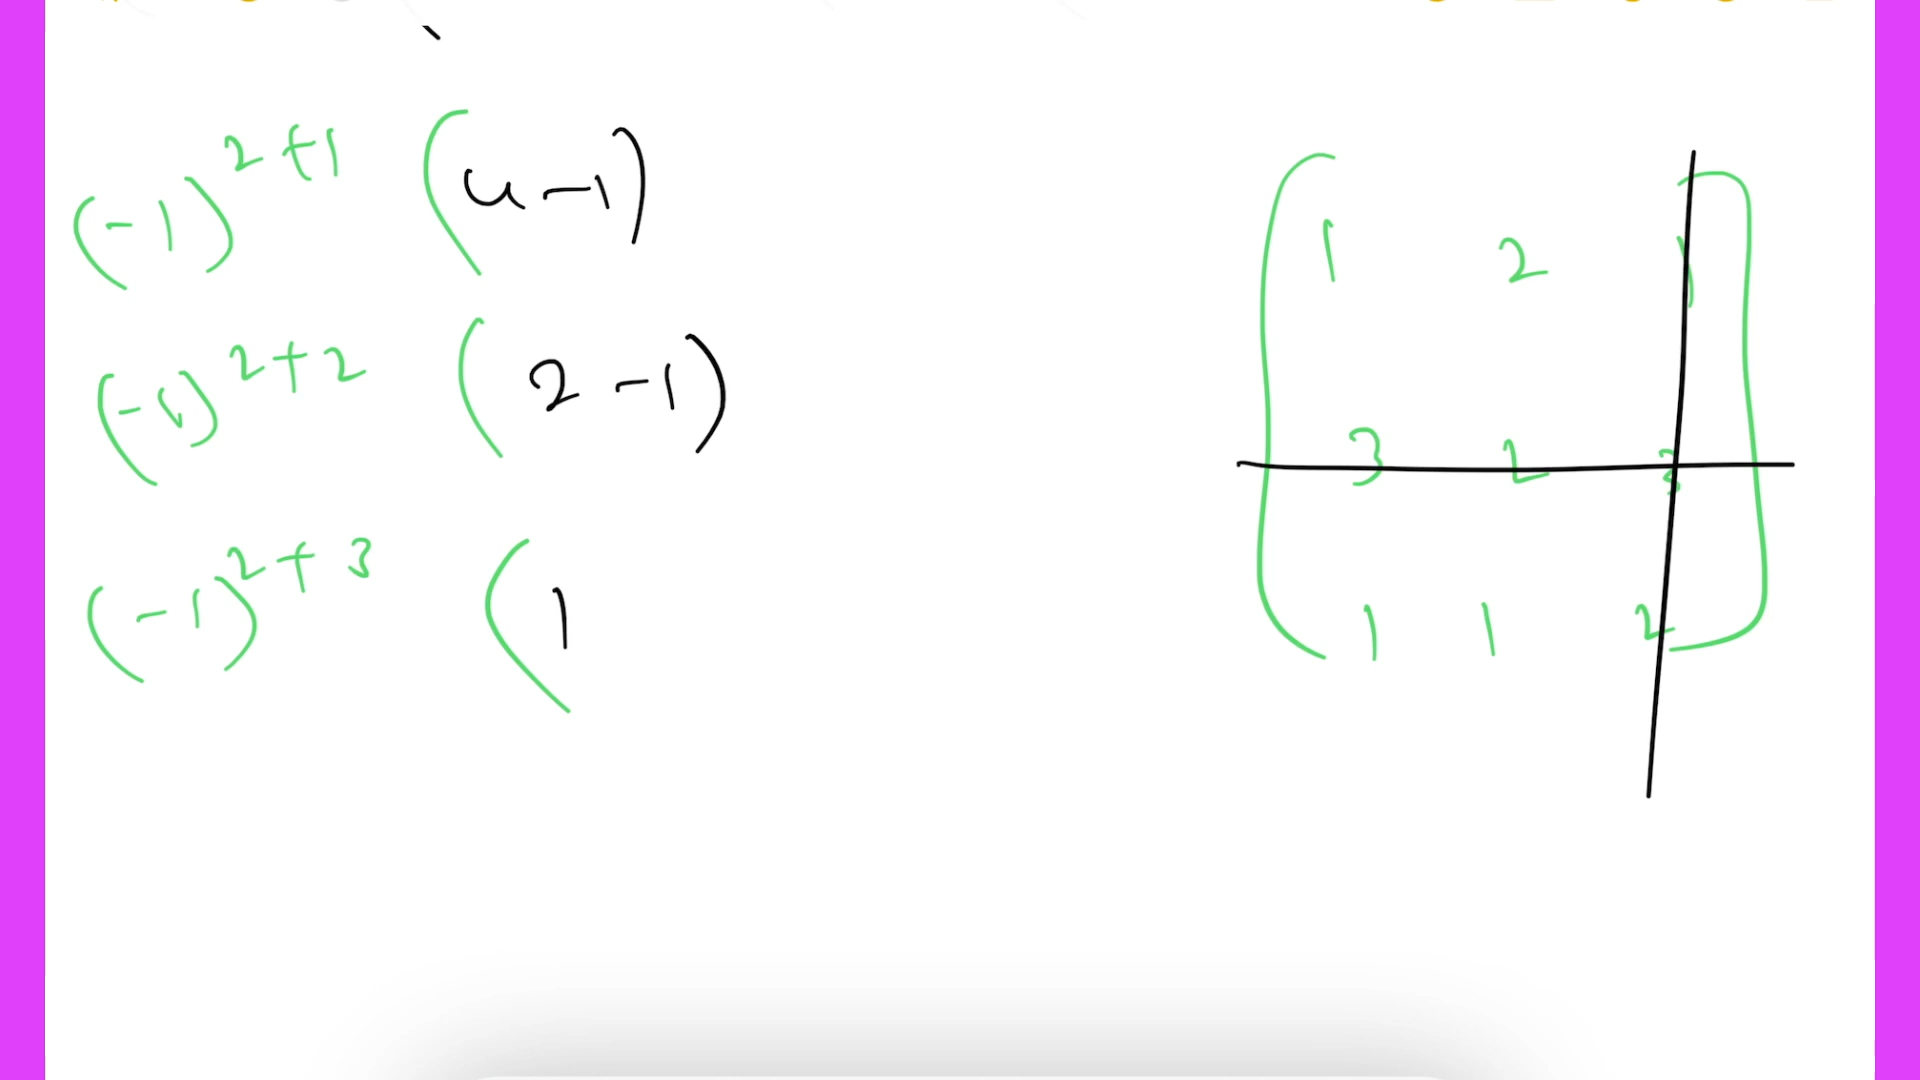 (-1)^2+1 (4-1)
(-1)^2+2 (2-1)
(-1)^2+3 (1
1 2 1
3 2 3
1 1 2